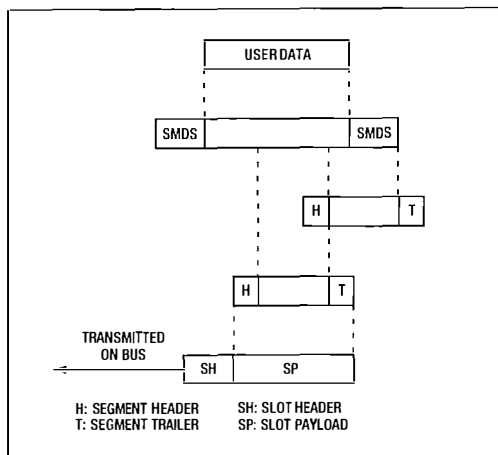 USER DATA
SMDS SMDS
H T
H T
TRANSMITTED
ON BUS
SH SP
H: SEGMENT HEADER SH: SLOT HEADER
T: SEGMENT TRAILER SP: SLOT PAYLOAD